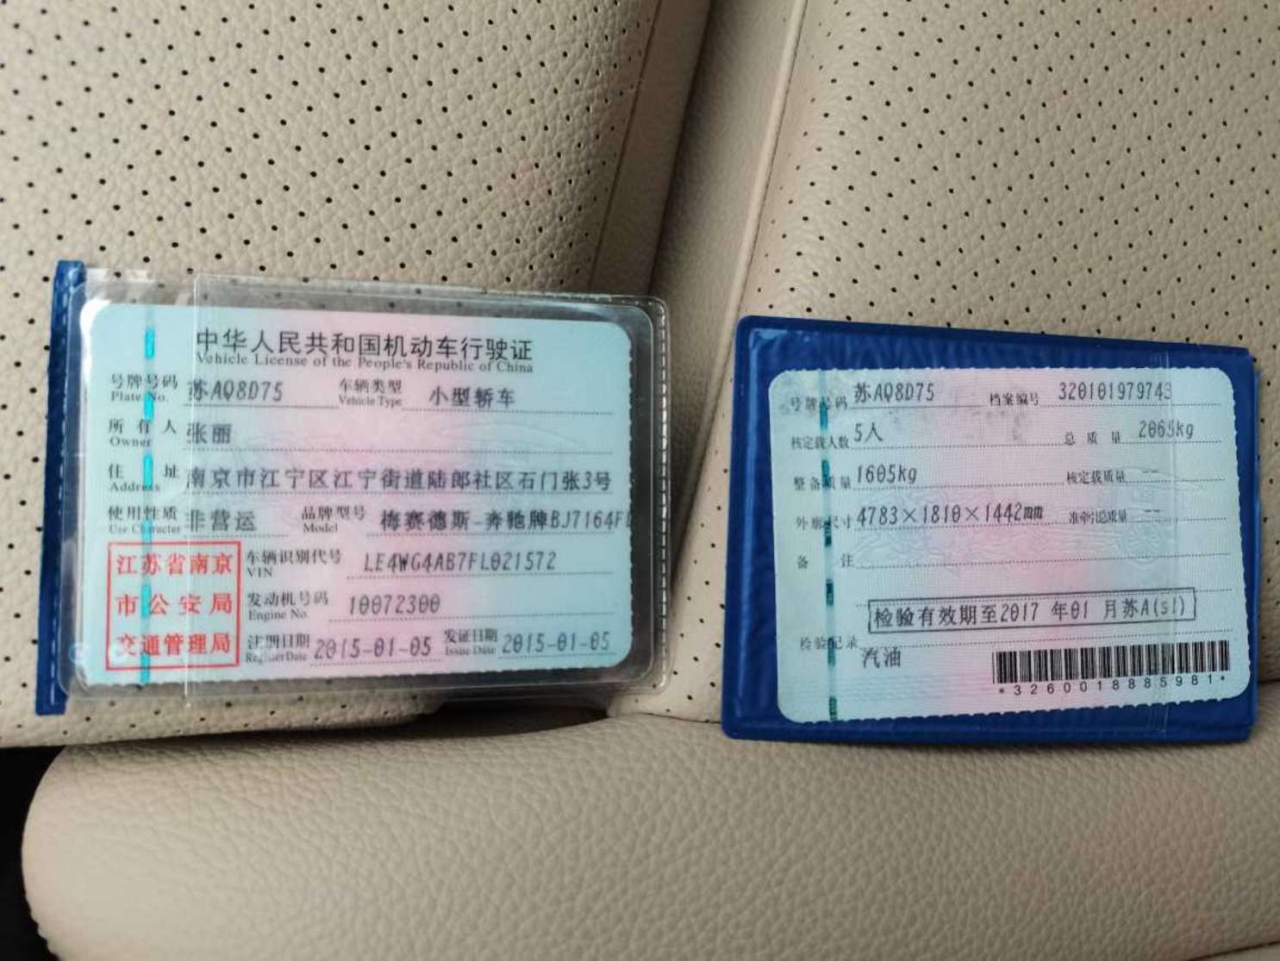 中华人民共和国机动车行驶证
Vehicle License of the People's Republic of China
号牌号码 苏AQ8D75 车辆类型 小型轿车
Plate No. Vehicle Type
所有人 张丽
Owner
住址 南京市江宁区江宁街道陆郎社区石门张3号
Address
使用性质 非营运 品牌型号 梅赛德斯-奔驰牌BJ7164F
Use Character Model
江苏省南京
市公安局
交通管理局
车辆识别代号 LE4WG4AB7FL021572
VIN
发动机号码 10072300
Engine No.
注册日期 2015-01-05 发证日期 2015-01-05
Register Date Issue Date
号牌号码 苏AQ8D75 档案编号 320101979743
核定载人数 5人 总质量 2065kg
整备质量 1605kg 核定载质量 --
外廓尺寸 4783×1810×1442mm 准牵引总质量 --
备注
检验有效期至2017 年01 月苏A(s1)
检验记录
汽油
*3260018885981*